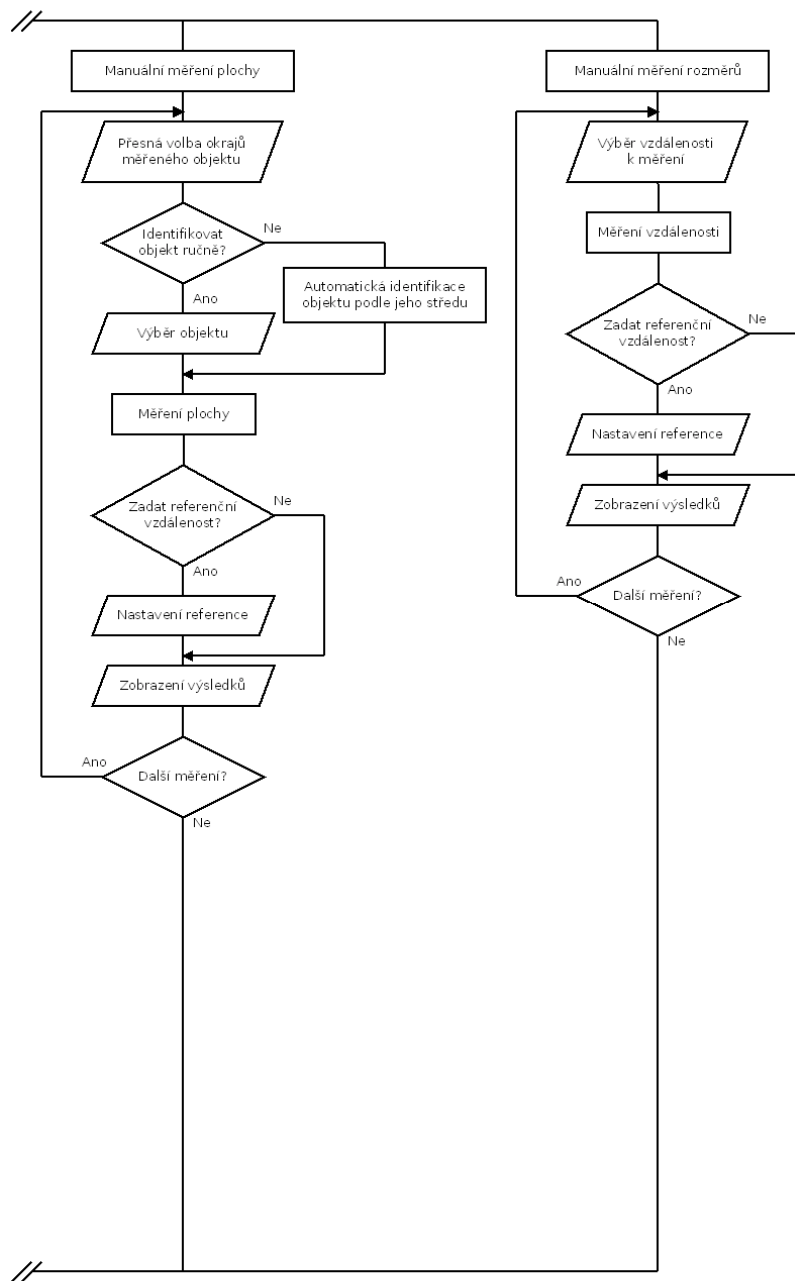 Manuální měření plochy
Přesná volba okrajů
měřeného objektu
Identifikovat
objekt ručně?
Ne
Automatická identifikace
objektu podle jeho středu
Ano
Výběr objektu
Měření plochy
Zadat referenční
vzdálenost?
Ne
Ano
Nastavení reference
Zobrazení výsledků
Další měření?
Ano
Ne
Manuální měření rozměrů
Výběr vzdálenosti
k měření
Měření vzdálenosti
Zadat referenční
vzdálenost?
Ne
Ano
Nastavení reference
Zobrazení výsledků
Ano
Další měření?
Ne